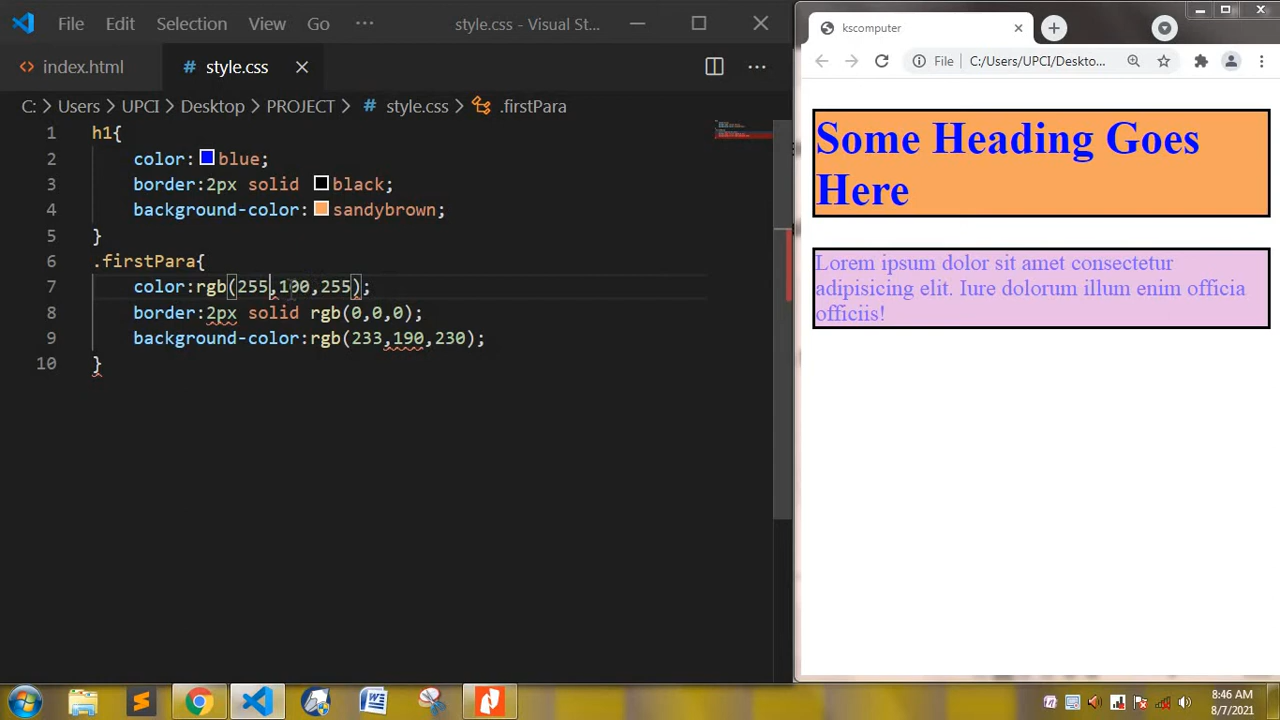 File Edit Selection View Go ··· style.css - Visual St...
index.html
style.css
C: > Users > UPCI > Desktop > PROJECT > # style.css > .firstPara
1 h1{
2 color:blue;
3 border:2px solid black;
4 background-color:sandybrown;
5 }
6 .firstPara{
7 color:rgb(255,100,255);
8 border:2px solid rgb(0,0,0);
9 background-color:rgb(233,190,230);
10 }
kscomputer
File C:/Users/UPCI/Deskto...
Some Heading Goes
Here
Lorem ipsum dolor sit amet consectetur
adipisicing elit. Iure dolorum illum enim officia
officiis!
8:46 AM
8/7/2021